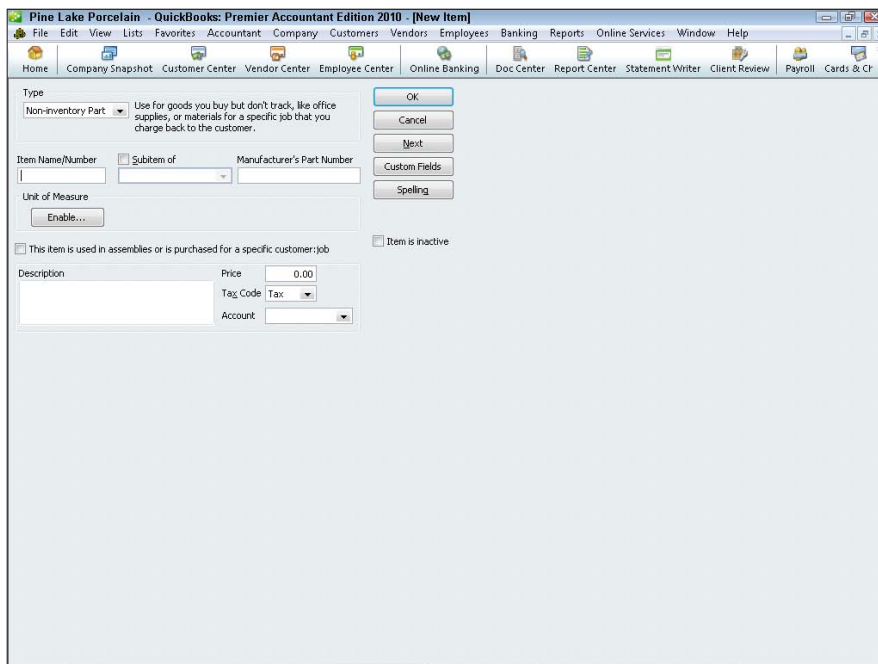 Pine Lake Porcelain - QuickBooks: Premier Accountant Edition 2010 - [New Item]
File Edit View Lists Favorites Accountant Company Customers Vendors Employees Banking Reports Online Services Window Help
Home Company Snapshot Customer Center Vendor Center Employee Center Online Banking Doc Center Report Center Statement Writer Client Review Payroll Cards & Ch
Type
Non-inventory Part
Use for goods you buy but don't track, like office
supplies, or materials for a specific job that you
charge back to the customer.
OK
Cancel
Next
Custom Fields
Spelling
Item Name/Number Subitem of Manufacturer's Part Number
Unit of Measure
Enable...
This item is used in assemblies or is purchased for a specific customer:job
Item is inactive
Description Price 0.00
Tax Code Tax
Account